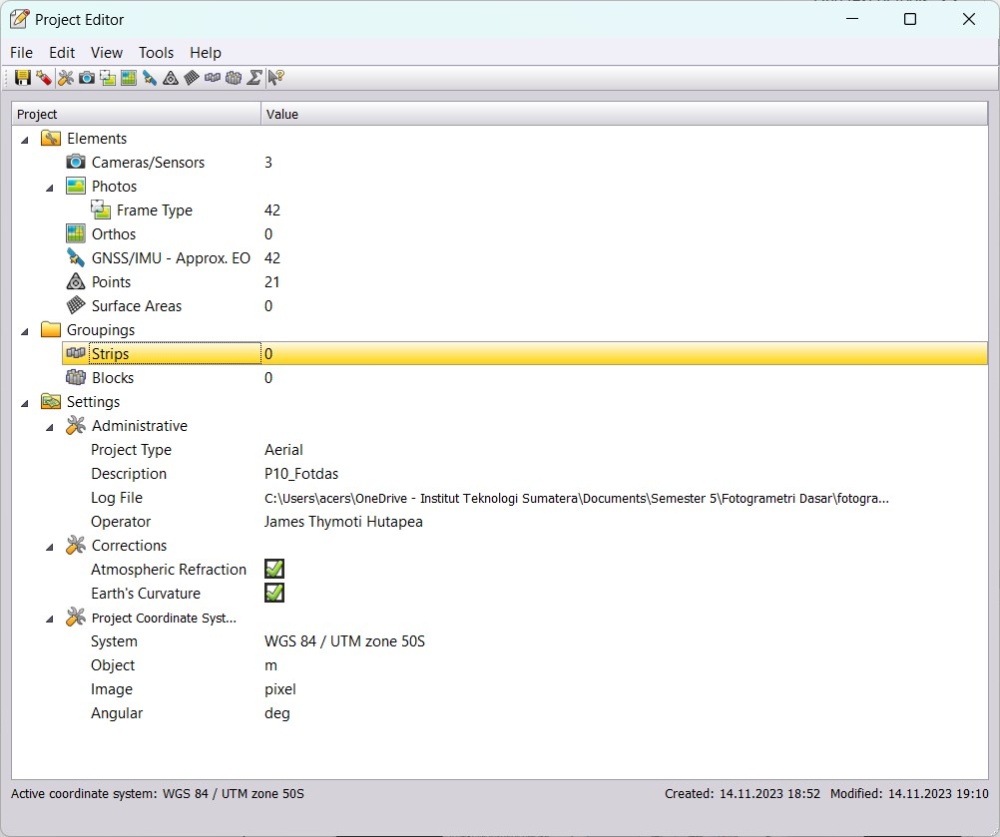 Project Editor
File Edit View Tools Help
Project Value
Elements
Cameras/Sensors 3
Photos
Frame Type 42
Orthos 0
GNSS/IMU - Approx. EO 42
Points 21
Surface Areas 0
Groupings
Strips 0
Blocks 0
Settings
Administrative
Project Type Aerial
Description P10_Fotdas
Log File C:\Users\acers\OneDrive - Institut Teknologi Sumatera\Documents\Semester 5\Fotogrametri Dasar\fotogra...
Operator James Thymoti Hutapea
Corrections
Atmospheric Refraction
Earth's Curvature
Project Coordinate Syst...
System WGS 84 / UTM zone 50S
Object m
Image pixel
Angular deg
Active coordinate system: WGS 84 / UTM zone 50S Created: 14.11.2023 18:52 Modified: 14.11.2023 19:10